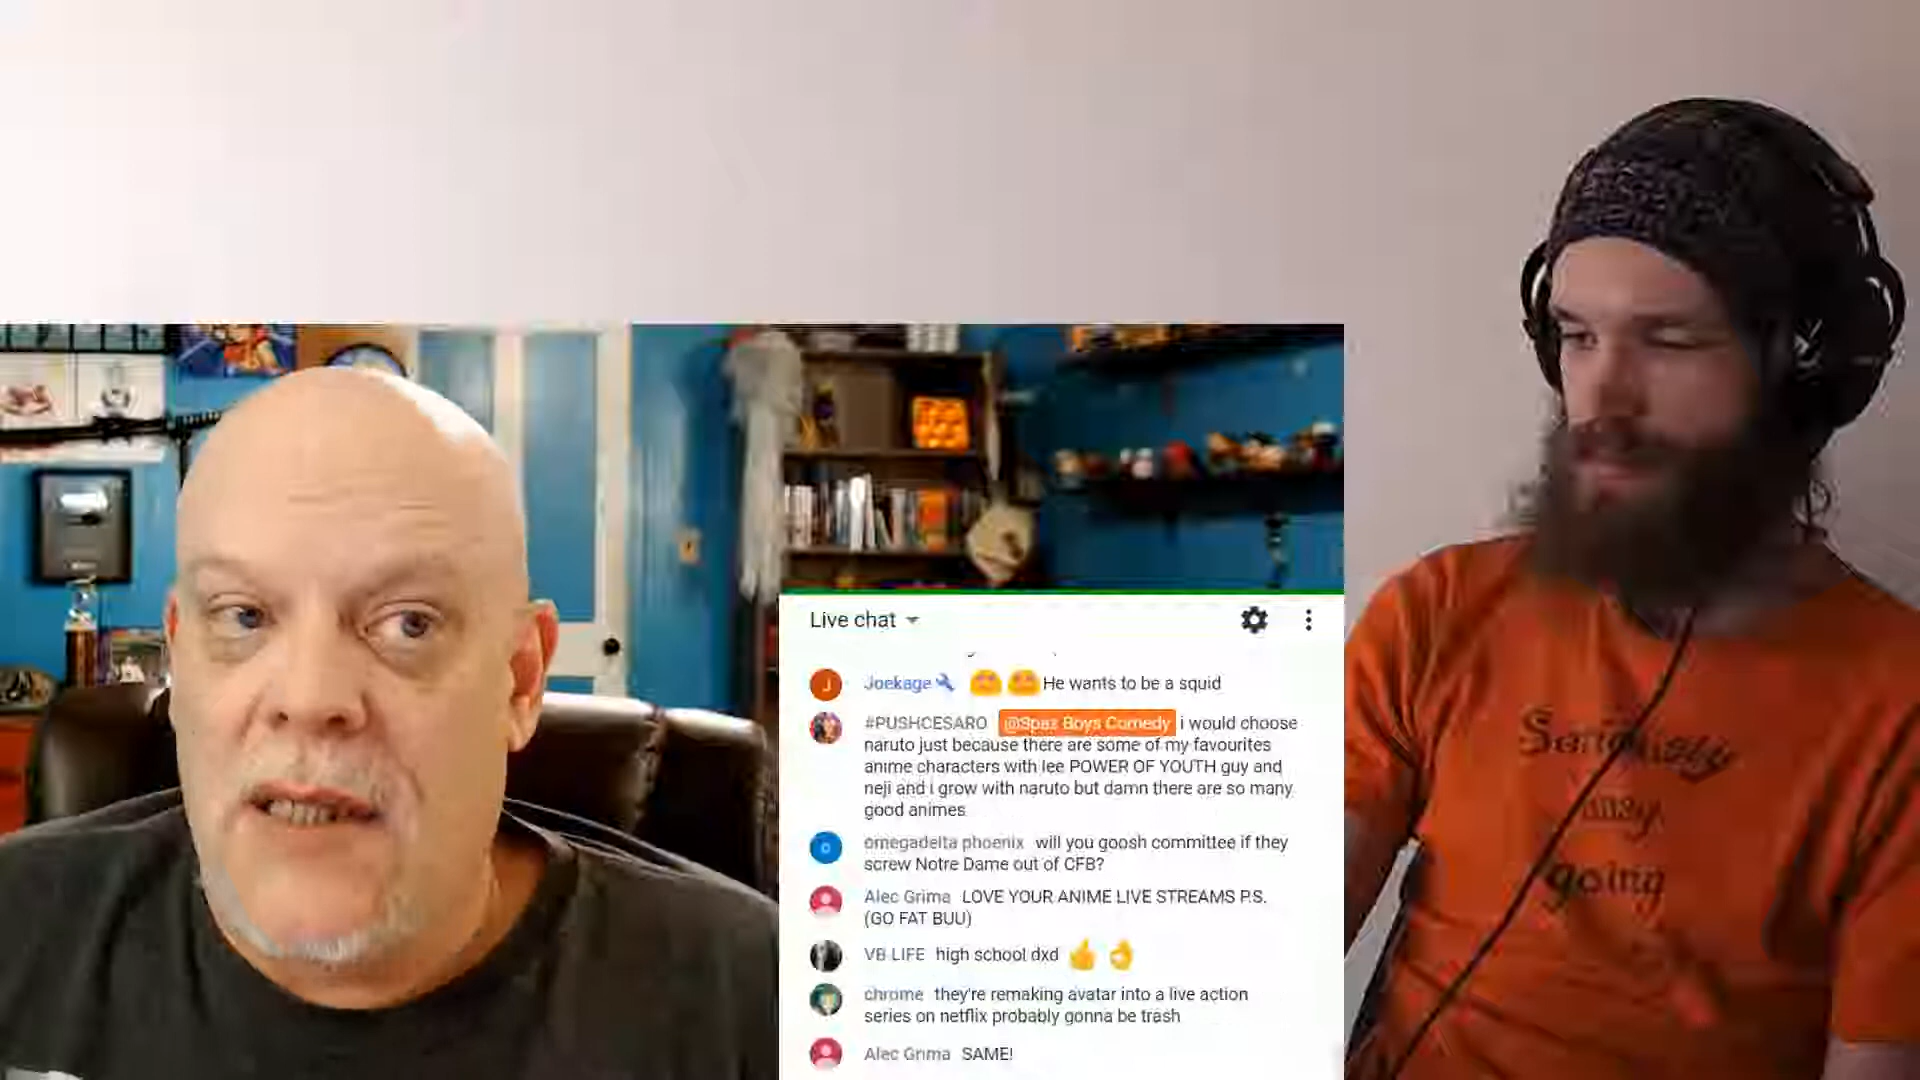 Live chat
Joekage He wants to be a squid
#PUSHCESARO @Spaz Boys Comedy i would choose
naruto just because there are some of my favourites
anime characters with lee POWER OF YOUTH guy and
neji and i grow with naruto but damn there are so many
good animes
omegadelta phoenix will you goosh committee if they
screw Notre Dame out of CFB?
Alec Grima LOVE YOUR ANIME LIVE STREAMS P.S.
(GO FAT BUU)
VB LIFE high school dxd
chrome they're remaking avatar into a live action
series on netflix probably gonna be trash
Alec Grima SAME!
Seriously
going